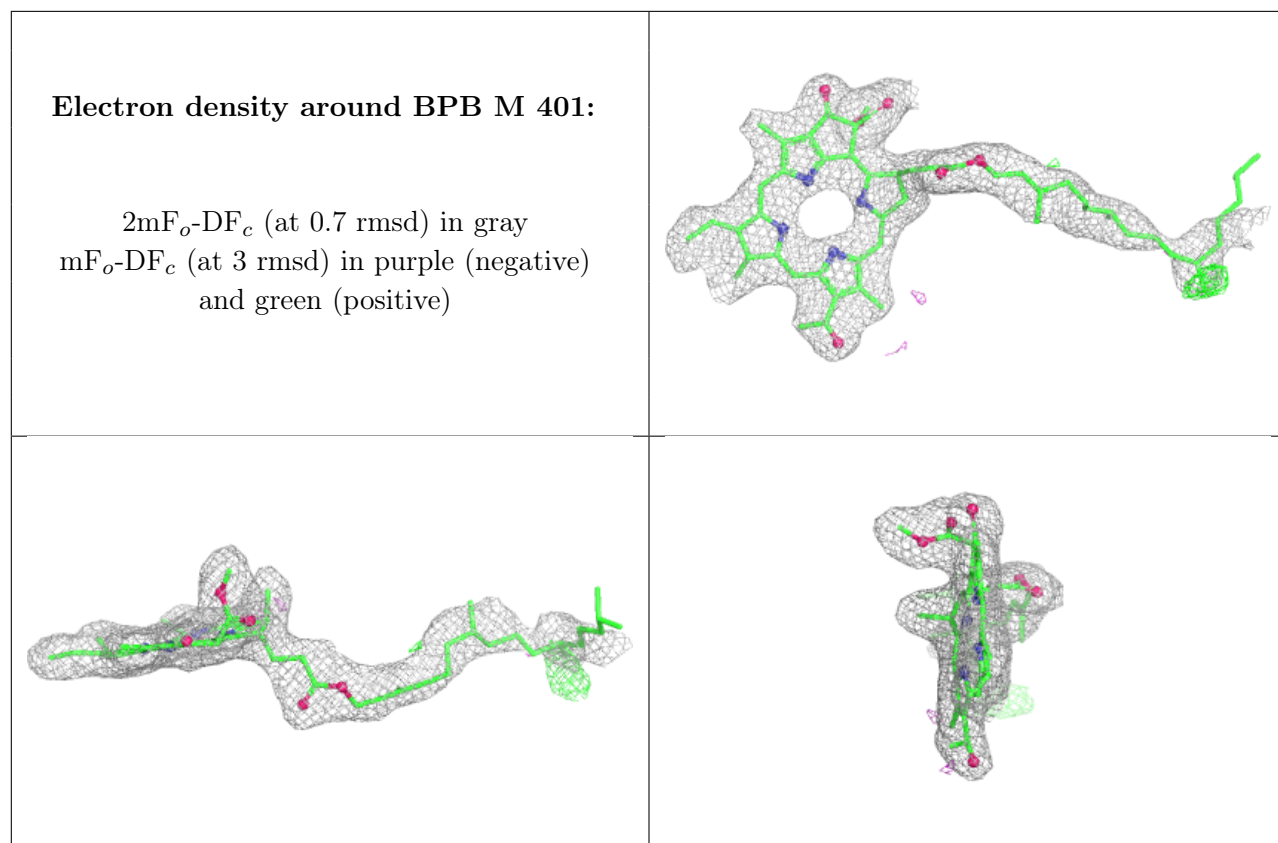 Electron density around BPB M 401:
2mFo-DFc (at 0.7 rmsd) in gray
mFo-DFc (at 3 rmsd) in purple (negative)
and green (positive)